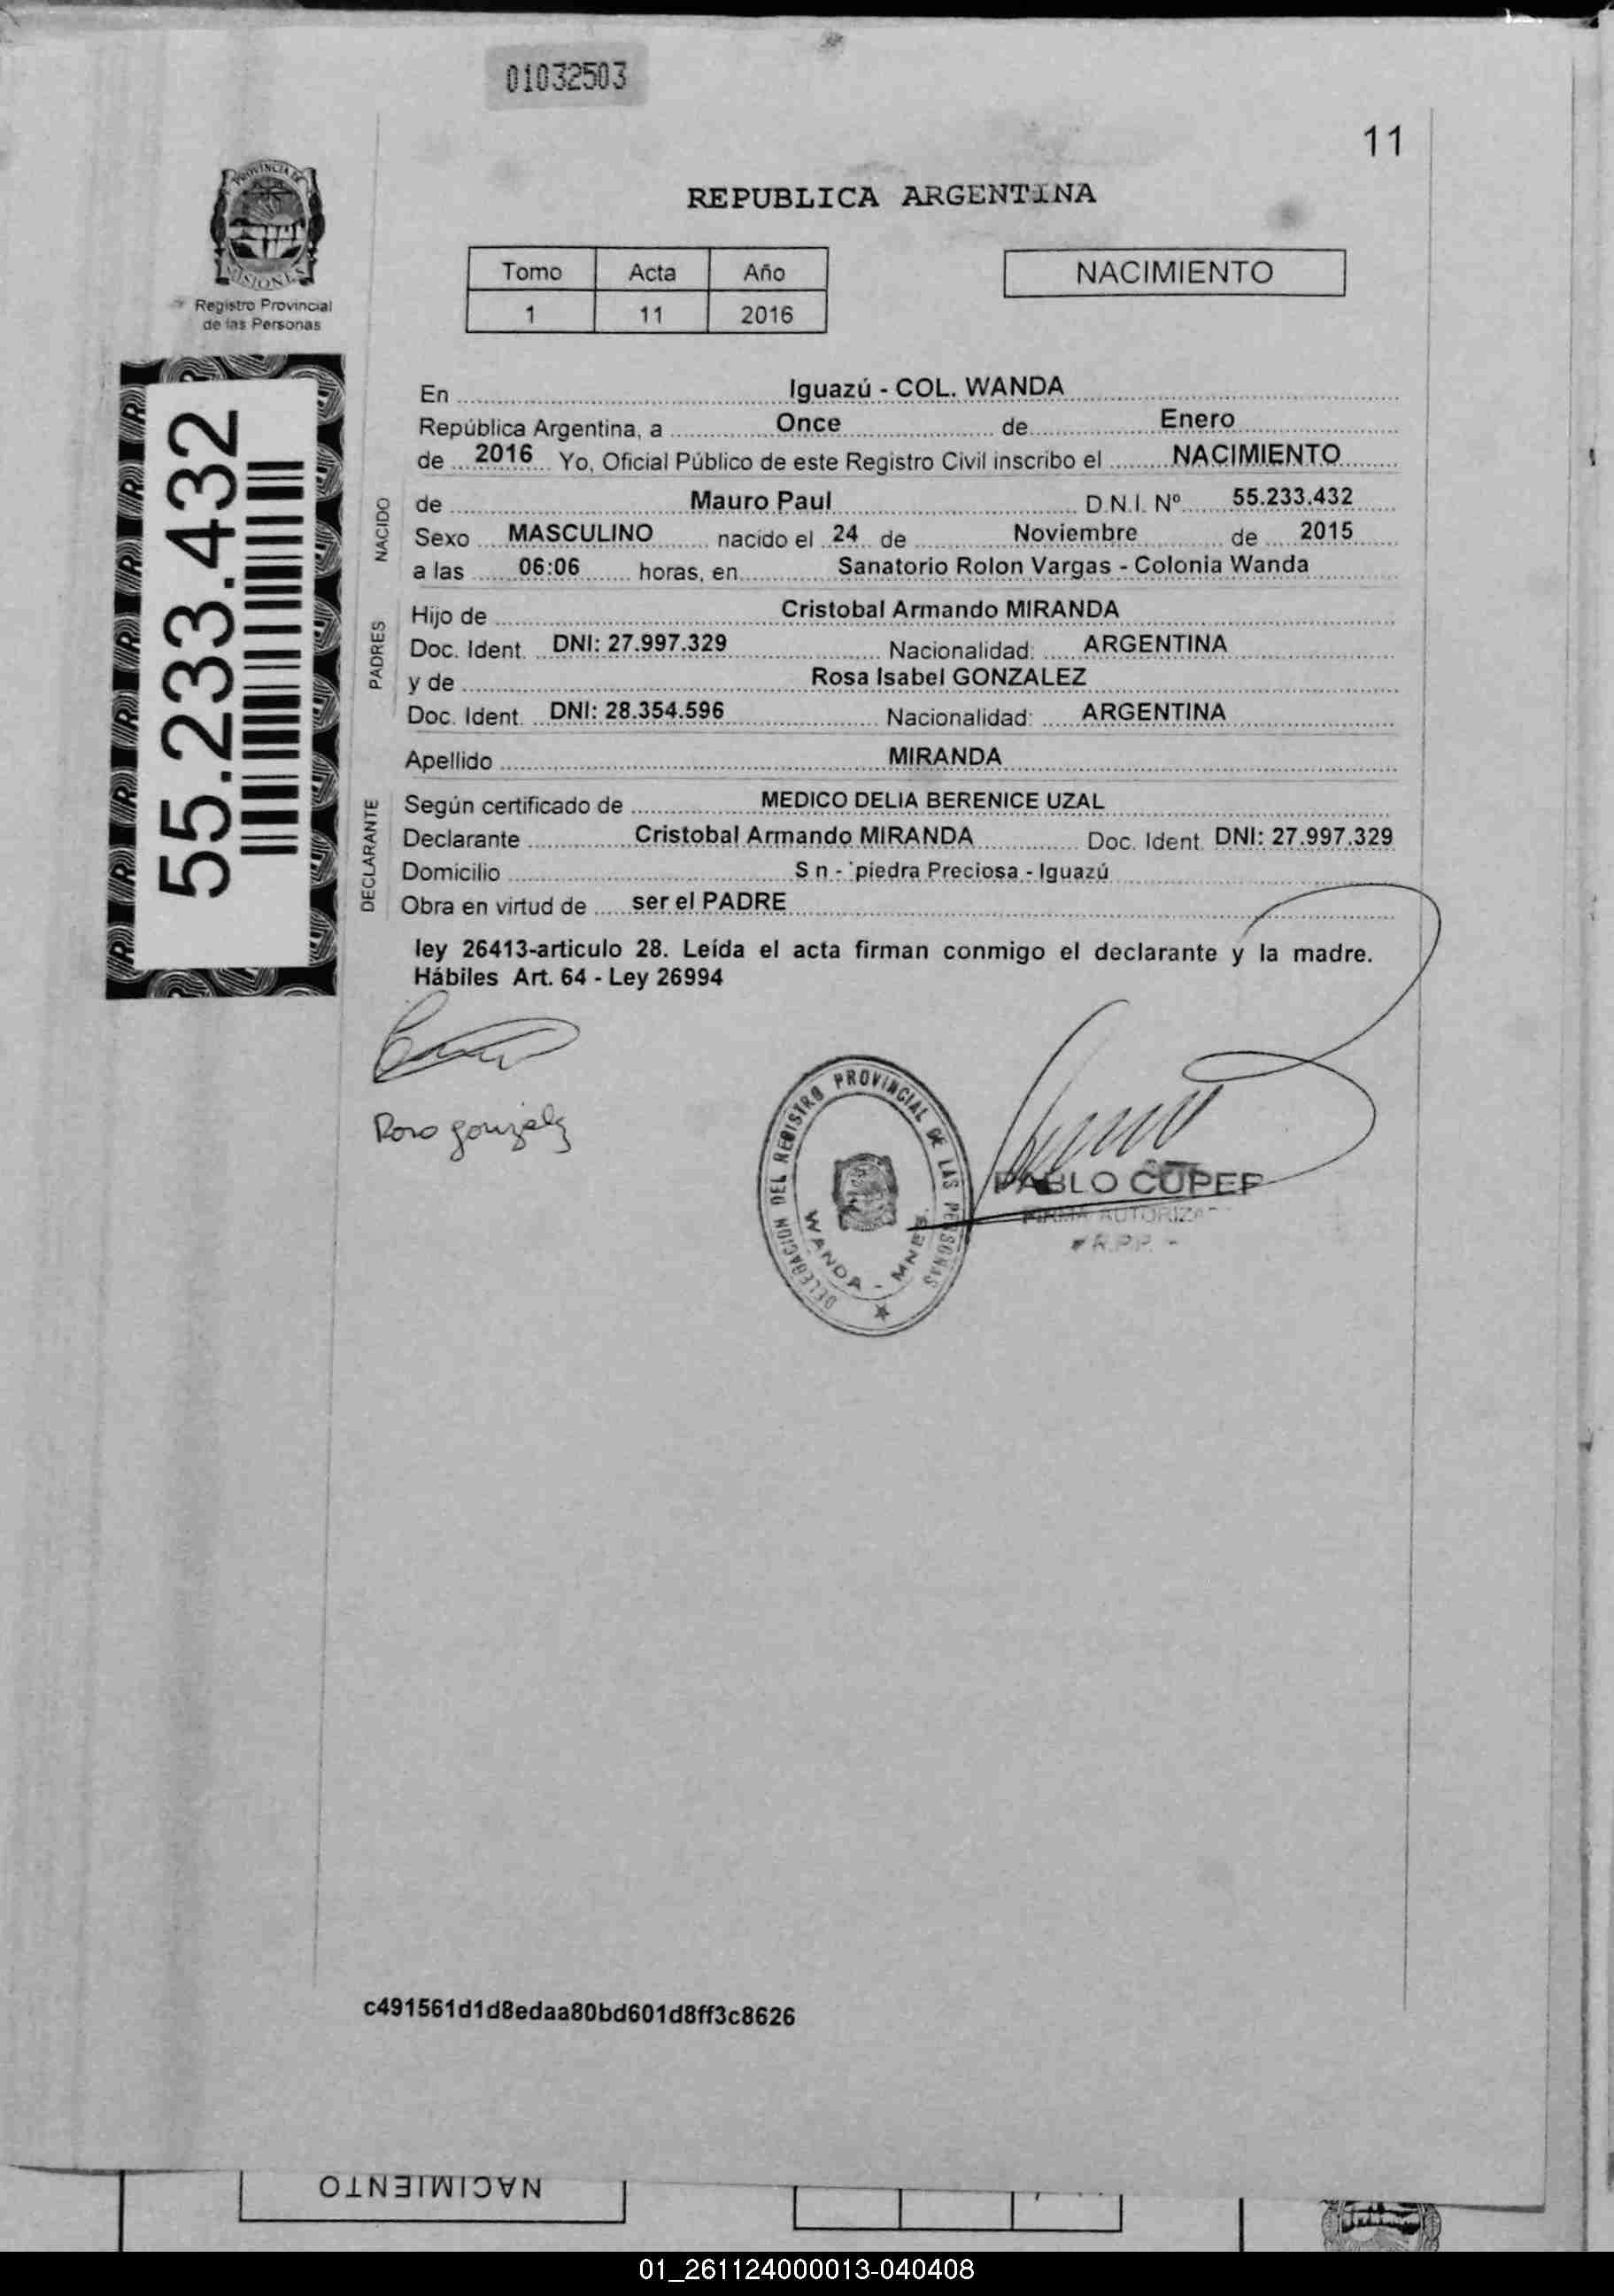 01032503
11
PROVINCIA DE
MISIONES
Registro Provincial
de las Personas
REPUBLICA ARGENTINA
Tomo Acta Año
1 11 2016
NACIMIENTO
55.233.432
En Iguazú - COL. WANDA
República Argentina, a Once de Enero
de 2016 Yo, Oficial Público de este Registro Civil inscribo el NACIMIENTO
NACIDO
de Mauro Paul D.N.I. Nº 55.233.432
Sexo MASCULINO nacido el 24 de Noviembre de 2015
a las 06:06 horas, en Sanatorio Rolon Vargas - Colonia Wanda
PADRES
Hijo de Cristobal Armando MIRANDA
Doc. Ident. DNI: 27.997.329 Nacionalidad: ARGENTINA
y de Rosa Isabel GONZALEZ
Doc. Ident. DNI: 28.354.596 Nacionalidad: ARGENTINA
Apellido MIRANDA
DECLARANTE
Según certificado de MEDICO DELIA BERENICE UZAL
Declarante Cristobal Armando MIRANDA Doc. Ident. DNI: 27.997.329
Domicilio S n - piedra Preciosa - Iguazú
Obra en virtud de ser el PADRE
ley 26413-articulo 28. Leída el acta firman conmigo el declarante y la madre.
Hábiles Art. 64 - Ley 26994
Rosa gonzalez
DELEGACION DEL REGISTRO PROVINCIAL DE LAS PERSONAS
WANDA - MNES.
PABLO CUPER
FIRMA AUTORIZADA
R.P.P.
c491561d1d8edaa80bd601d8ff3c8626
NACIMIENTO
01_261124000013-040408